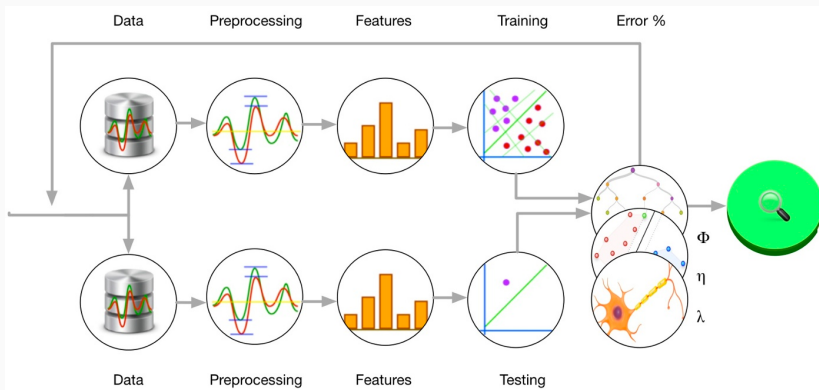 Data Preprocessing Features Training Error %
Φ
η
λ
Data Preprocessing Features Testing